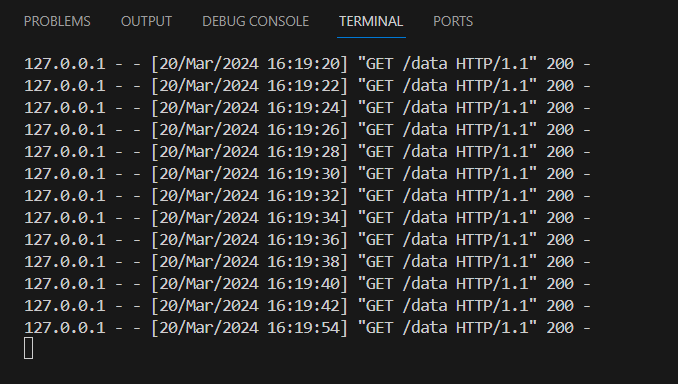 PROBLEMS OUTPUT DEBUG CONSOLE TERMINAL PORTS
127.0.0.1 - - [20/Mar/2024 16:19:20] "GET /data HTTP/1.1" 200 -
127.0.0.1 - - [20/Mar/2024 16:19:22] "GET /data HTTP/1.1" 200 -
127.0.0.1 - - [20/Mar/2024 16:19:24] "GET /data HTTP/1.1" 200 -
127.0.0.1 - - [20/Mar/2024 16:19:26] "GET /data HTTP/1.1" 200 -
127.0.0.1 - - [20/Mar/2024 16:19:28] "GET /data HTTP/1.1" 200 -
127.0.0.1 - - [20/Mar/2024 16:19:30] "GET /data HTTP/1.1" 200 -
127.0.0.1 - - [20/Mar/2024 16:19:32] "GET /data HTTP/1.1" 200 -
127.0.0.1 - - [20/Mar/2024 16:19:34] "GET /data HTTP/1.1" 200 -
127.0.0.1 - - [20/Mar/2024 16:19:36] "GET /data HTTP/1.1" 200 -
127.0.0.1 - - [20/Mar/2024 16:19:38] "GET /data HTTP/1.1" 200 -
127.0.0.1 - - [20/Mar/2024 16:19:40] "GET /data HTTP/1.1" 200 -
127.0.0.1 - - [20/Mar/2024 16:19:42] "GET /data HTTP/1.1" 200 -
127.0.0.1 - - [20/Mar/2024 16:19:54] "GET /data HTTP/1.1" 200 -